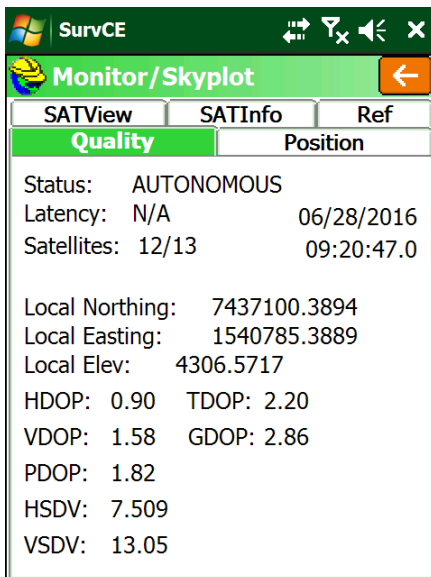 SurvCE
Monitor/Skyplot
SATView SATInfo Ref
Quality Position
Status: AUTONOMOUS
Latency: N/A 06/28/2016
Satellites: 12/13 09:20:47.0
Local Northing: 7437100.3894
Local Easting: 1540785.3889
Local Elev: 4306.5717
HDOP: 0.90 TDOP: 2.20
VDOP: 1.58 GDOP: 2.86
PDOP: 1.82
HSDV: 7.509
VSDV: 13.05